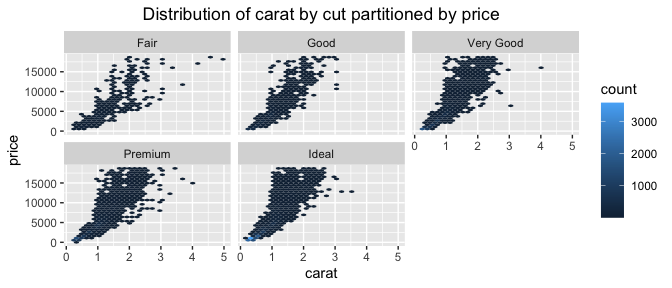 Distribution of carat by cut partitioned by price
Fair
Good
Very Good
15000
10000
5000
0
0 1 2 3 4 5
Premium
Ideal
15000
10000
5000
0
0 1 2 3 4 5
0 1 2 3 4 5
price
carat
count
3000
2000
1000